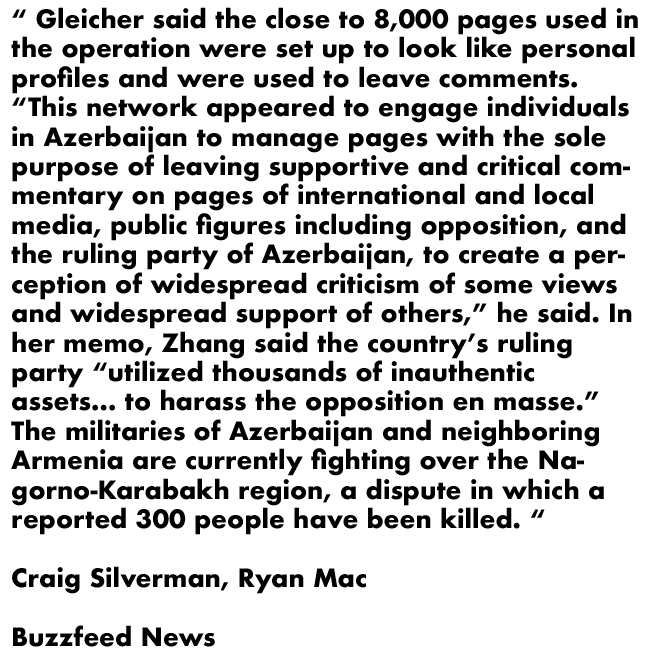 “ Gleicher said the close to 8,000 pages used in
the operation were set up to look like personal
profiles and were used to leave comments.
“This network appeared to engage individuals
in Azerbaijan to manage pages with the sole
purpose of leaving supportive and critical com-
mentary on pages of international and local
media, public figures including opposition, and
the ruling party of Azerbaijan, to create a per-
ception of widespread criticism of some views
and widespread support of others,” he said. In
her memo, Zhang said the country’s ruling
party “utilized thousands of inauthentic
assets... to harass the opposition en masse.”
The militaries of Azerbaijan and neighboring
Armenia are currently fighting over the Na-
gorno-Karabakh region, a dispute in which a
reported 300 people have been killed. “
Craig Silverman, Ryan Mac
Buzzfeed News